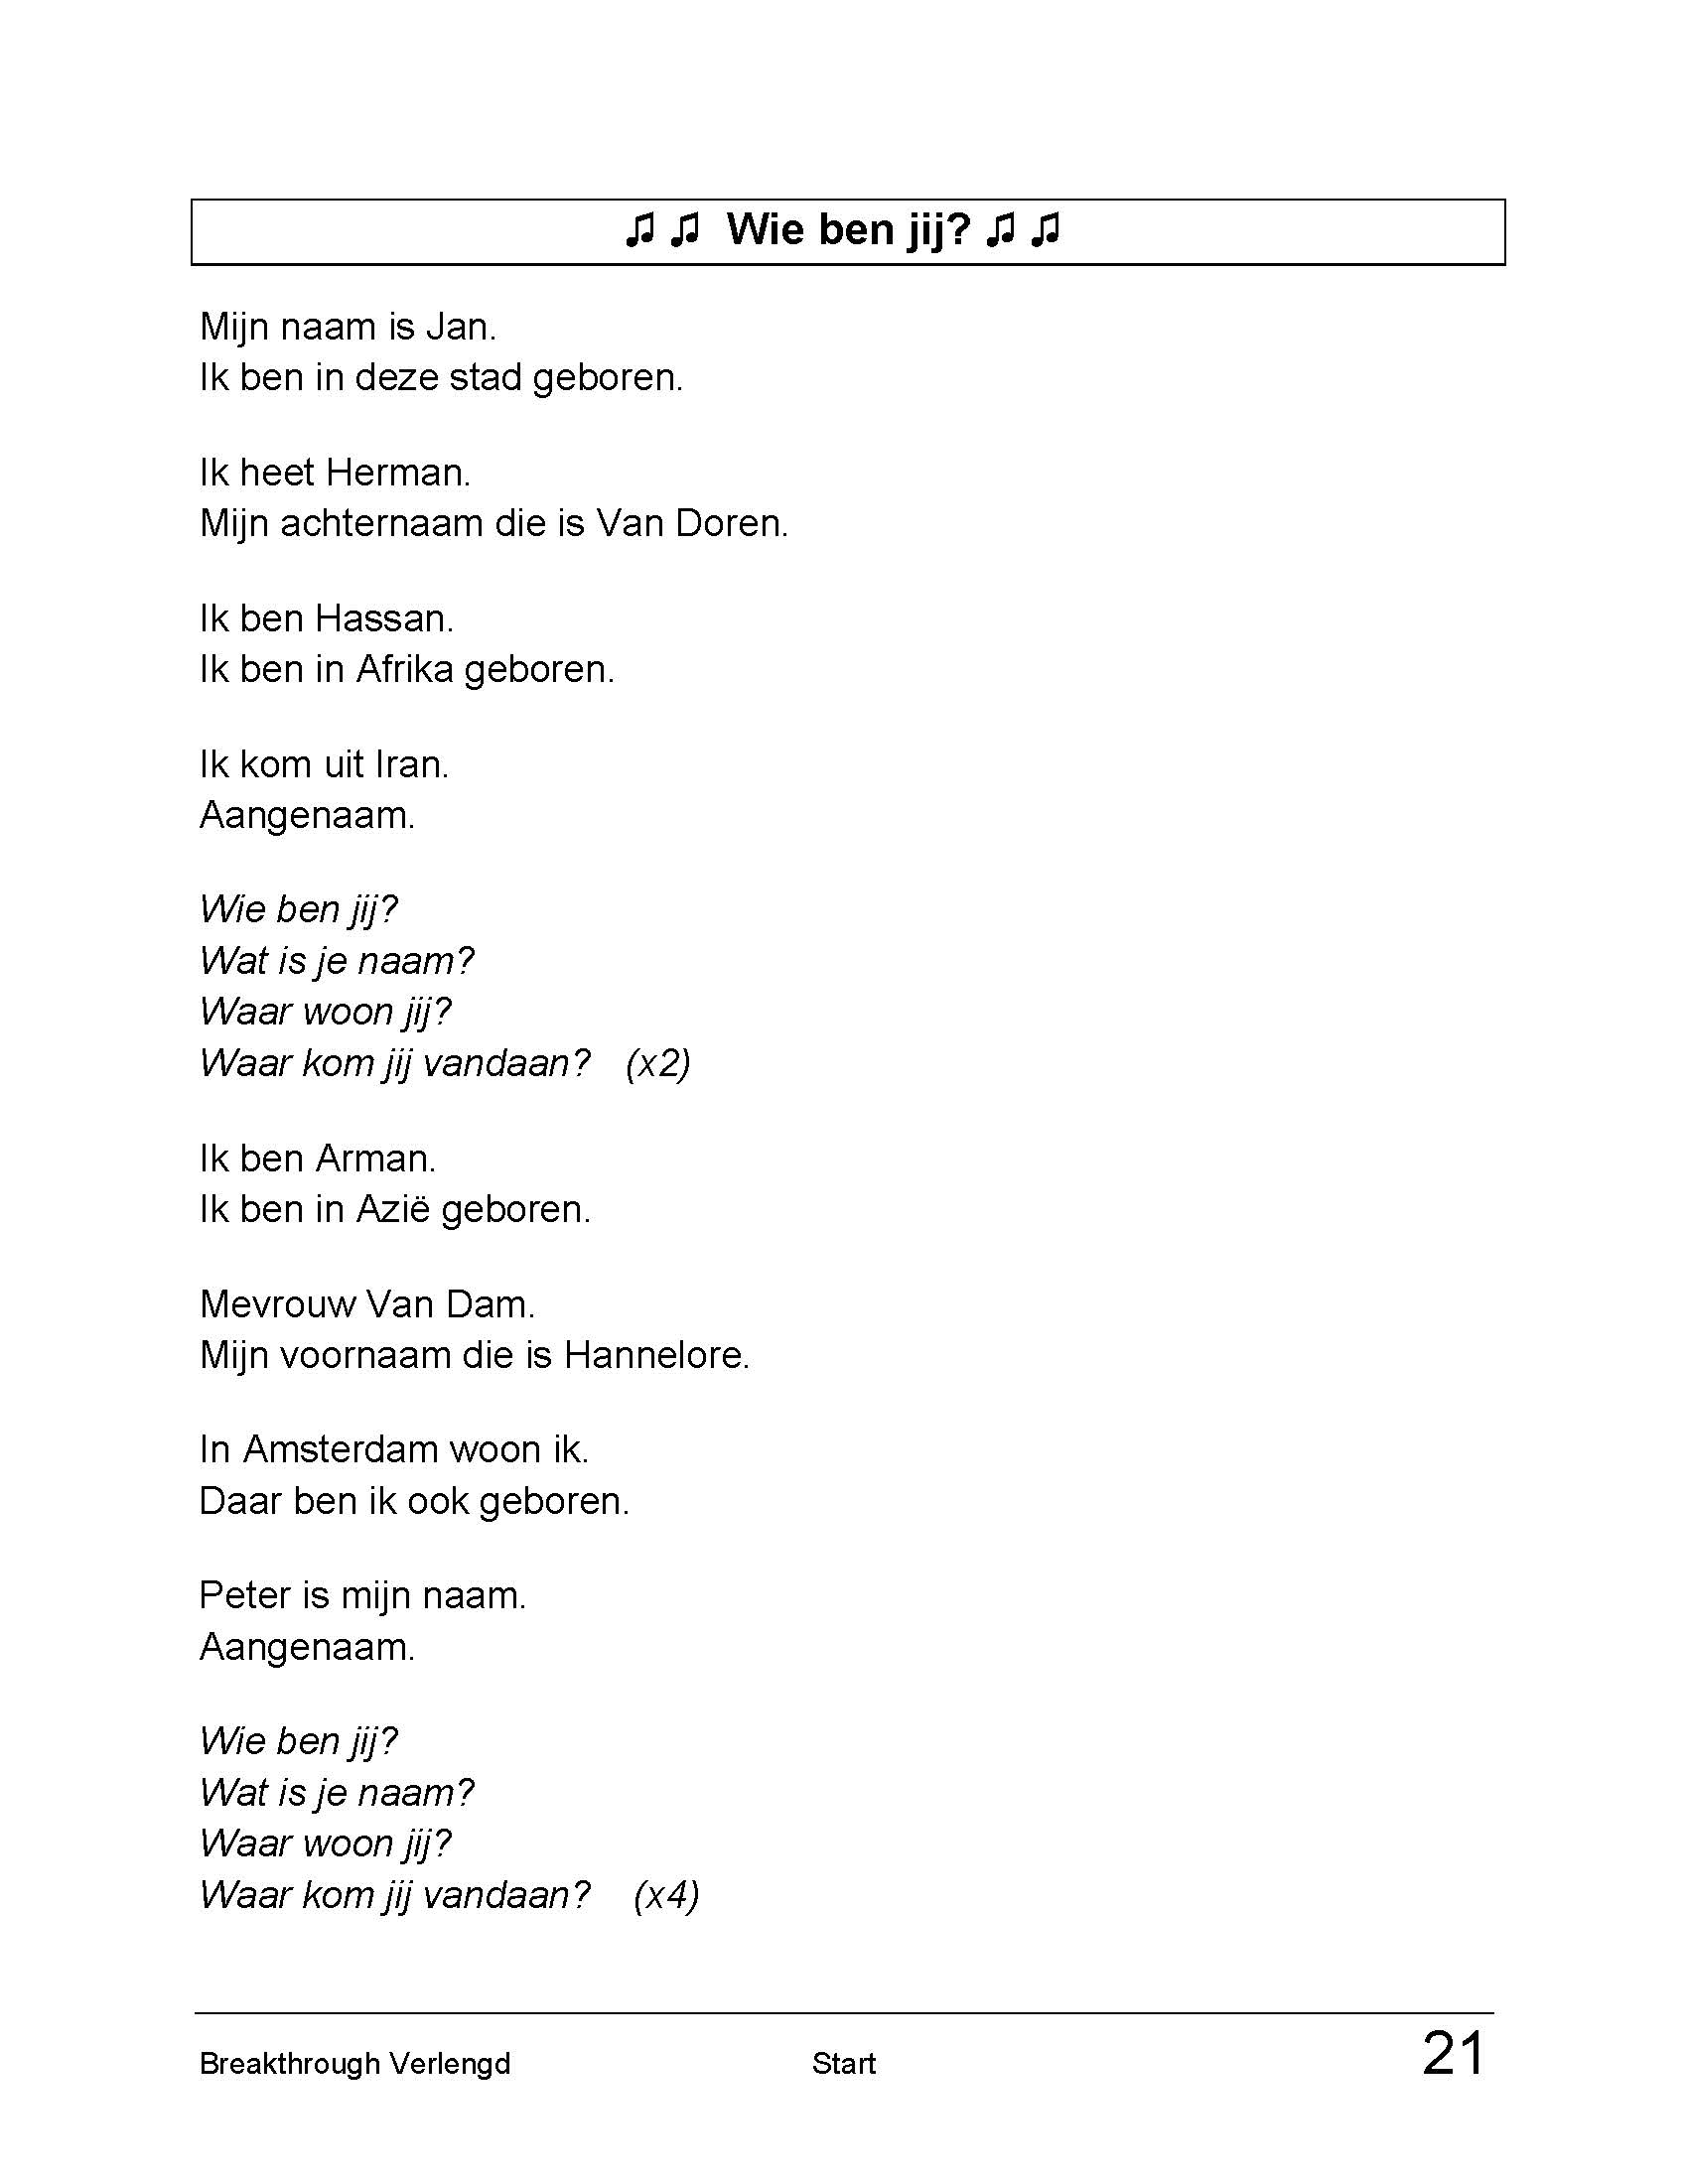 ♫ ♫ Wie ben jij? ♫ ♫
Mijn naam is Jan.
Ik ben in deze stad geboren.
Ik heet Herman.
Mijn achternaam die is Van Doren.
Ik ben Hassan.
Ik ben in Afrika geboren.
Ik kom uit Iran.
Aangenaam.
Wie ben jij?
Wat is je naam?
Waar woon jij?
Waar kom jij vandaan? (x2)
Ik ben Arman.
Ik ben in Azië geboren.
Mevrouw Van Dam.
Mijn voornaam die is Hannelore.
In Amsterdam woon ik.
Daar ben ik ook geboren.
Peter is mijn naam.
Aangenaam.
Wie ben jij?
Wat is je naam?
Waar woon jij?
Waar kom jij vandaan? (x4)
Breakthrough Verlengd Start 21